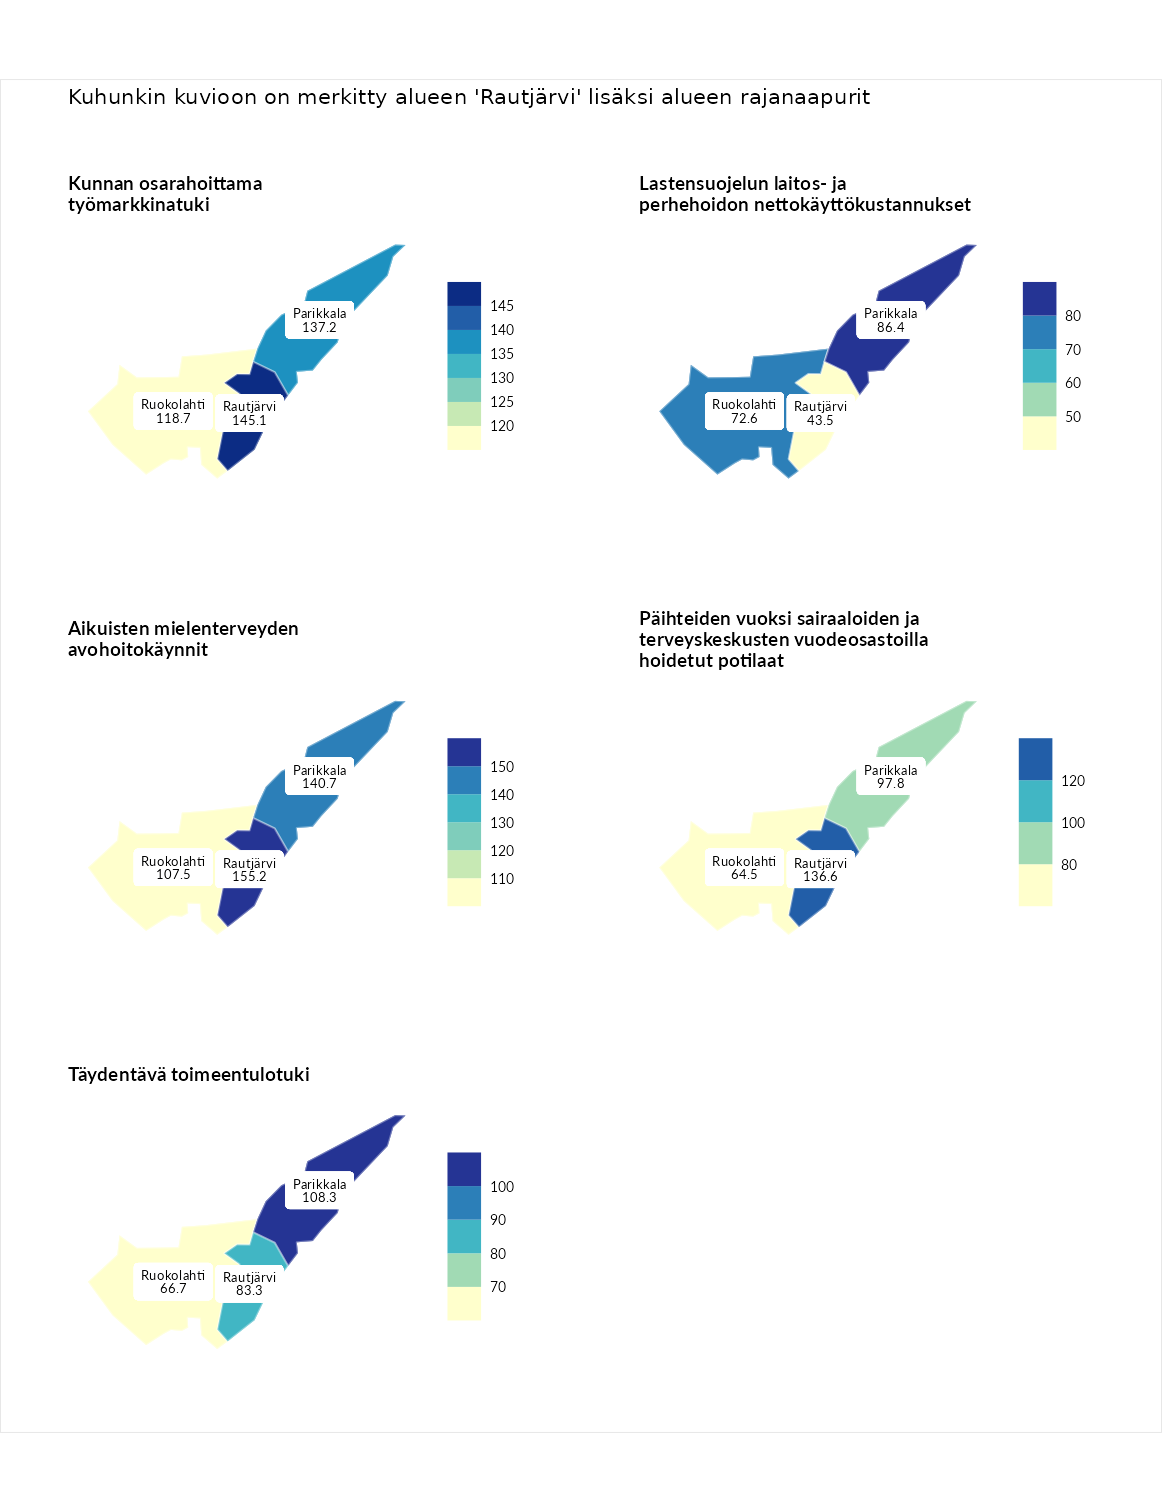 Kuhunkin kuvioon on merkitty alueen 'Rautjärvi' lisäksi alueen rajanaapurit
Kunnan osarahoittama
työmarkkinatuki
Parikkala
137.2
Ruokolahti
118.7
Rautjärvi
145.1
145
140
135
130
125
120
Lastensuojelun laitos- ja
perhehoidon nettokäyttökustannukset
Parikkala
86.4
Ruokolahti
72.6
Rautjärvi
43.5
80
70
60
50
Aikuisten mielenterveyden
avohoitokäynnit
Parikkala
140.7
Ruokolahti
107.5
Rautjärvi
155.2
150
140
130
120
110
Päihteiden vuoksi sairaaloiden ja
terveyskeskusten vuodeosastoilla
hoidetut potilaat
Parikkala
97.8
Ruokolahti
64.5
Rautjärvi
136.6
120
100
80
Täydentävä toimeentulotuki
Parikkala
108.3
Ruokolahti
66.7
Rautjärvi
83.3
100
90
80
70